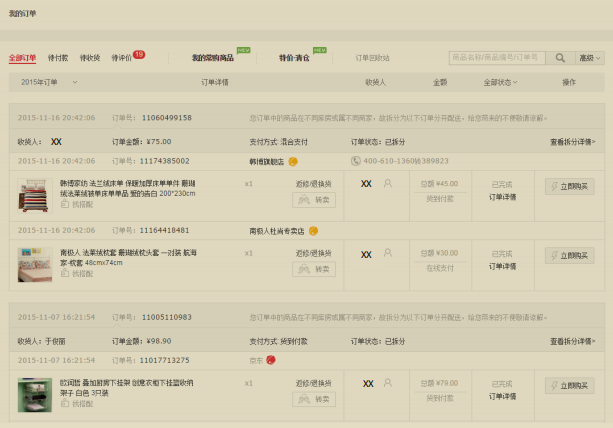 我的订单
全部订单 待付款 待收货 待评价 19 我的常购商品 NEW 特价·清仓 NEW 订单回收站 商品名称/商品编号/订单号 高级
2015年订单 订单详情 收货人 金额 全部状态 操作
2015-11-16 20:42:06 订单号: 11060499158 您订单中的商品在不同库房或属不同商家，故拆分为以下订单分开配送，给您带来的不便敬请谅解。
收货人: XX 订单金额: ¥75.00 支付方式: 混合支付 订单状态: 已拆分 查看拆分详情>
2015-11-16 20:42:06 订单号: 11174385002 韩博旗舰店 400-610-1360转389823
韩博家纺 法兰绒床单 保暖加厚床单单件 珊瑚 x1 返修/退换货 XX 总额 ¥45.00 已完成 立即购买
绒法莱绒被单床单单品 爱的告白 200*230cm 转卖 货到付款 订单详情
找搭配
2015-11-16 20:42:06 订单号: 11164418481 南极人杜尚专卖店
南极人 法莱绒枕套 珊瑚绒枕头套 一对装 航海 x1 返修/退换货 XX 总额 ¥30.00 已完成 立即购买
家-枕套 48cmx74cm 转卖 在线支付 订单详情
找搭配
2015-11-07 16:21:54 订单号: 11005110983 您订单中的商品在不同库房或属不同商家，故拆分为以下订单分开配送，给您带来的不便敬请谅解。
收货人: 于俊丽 订单金额: ¥98.90 支付方式: 货到付款 订单状态: 已拆分 查看拆分详情>
2015-11-07 16:21:54 订单号: 11017713275 京东
欧润哲 叠加厨房下挂架 创意衣柜下挂篮收纳 x1 返修/退换货 XX 总额 ¥79.00 已完成 立即购买
架子 白色 3只装 转卖 货到付款 订单详情
找搭配